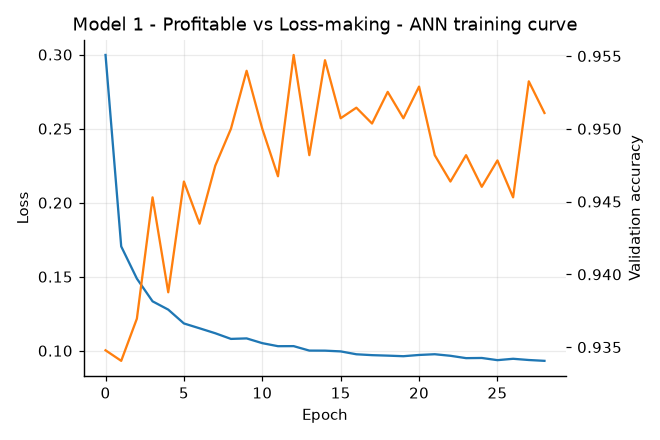 Model 1 - Profitable vs Loss-making - ANN training curve
0.30
0.25
0.20
0.15
0.10
Loss
0.955
0.950
0.945
0.940
0.935
Validation accuracy
0 5 10 15 20 25
Epoch